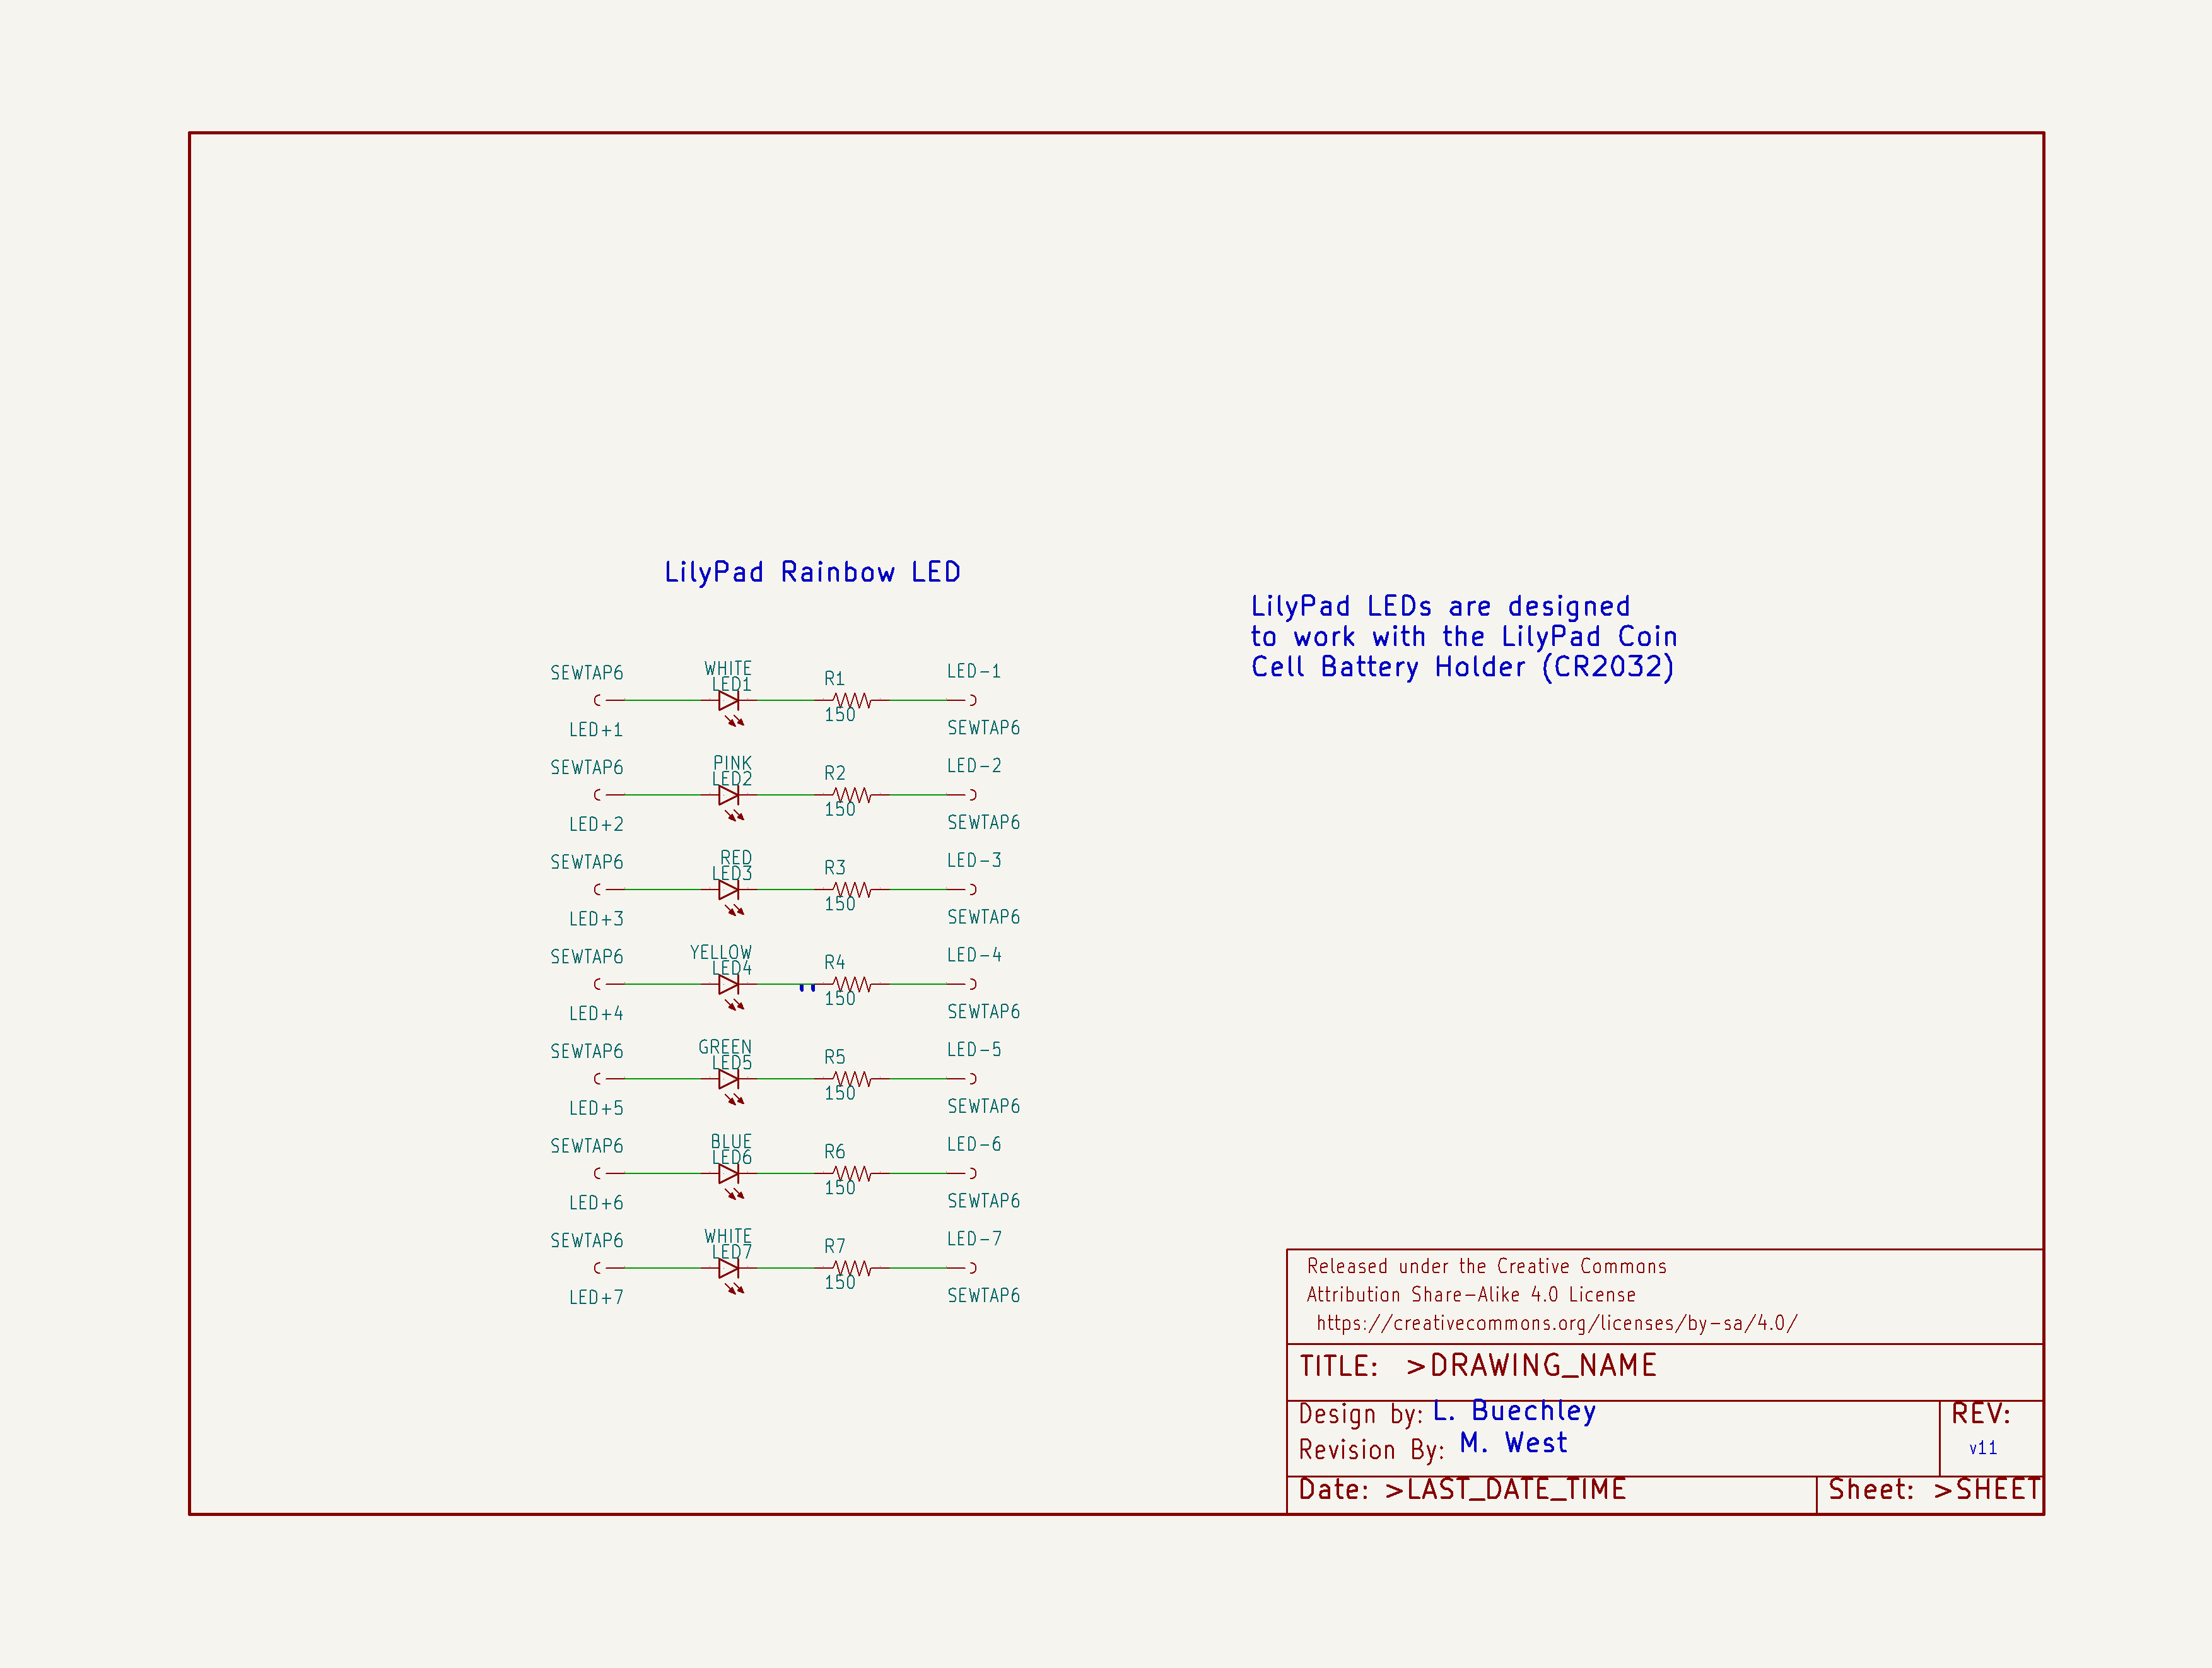 LilyPad Rainbow LED
LilyPad LEDs are designed
to work with the LilyPad Coin
Cell Battery Holder (CR2032)
SEWTAP6 WHITE LED1 R1 LED-1
LED+1 150 SEWTAP6
SEWTAP6 PINK LED2 R2 LED-2
LED+2 150 SEWTAP6
SEWTAP6 RED LED3 R3 LED-3
LED+3 150 SEWTAP6
SEWTAP6 YELLOW LED4 R4 LED-4
" 150
LED+4 SEWTAP6
SEWTAP6 GREEN LED5 R5 LED-5
LED+5 150 SEWTAP6
SEWTAP6 BLUE LED6 R6 LED-6
LED+6 150 SEWTAP6
SEWTAP6 WHITE LED7 R7 LED-7
LED+7 150 SEWTAP6
Released under the Creative Commons
Attribution Share-Alike 4.0 License
https://creativecommons.org/licenses/by-sa/4.0/
TITLE: >DRAWING_NAME
Design by: L. Buechley REV:
Revision By: M. West v11
Date: >LAST_DATE_TIME Sheet: >SHEET